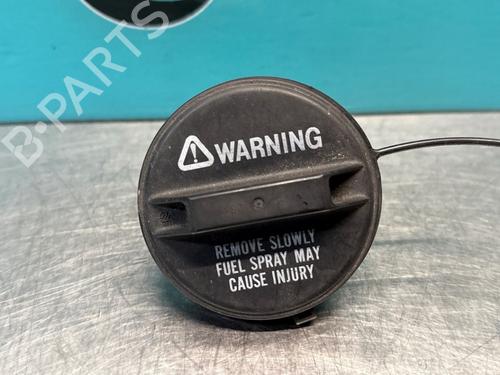 B-PARTS
WARNING
REMOVE SLOWLY
FUEL SPRAY MAY
CAUSE INJURY